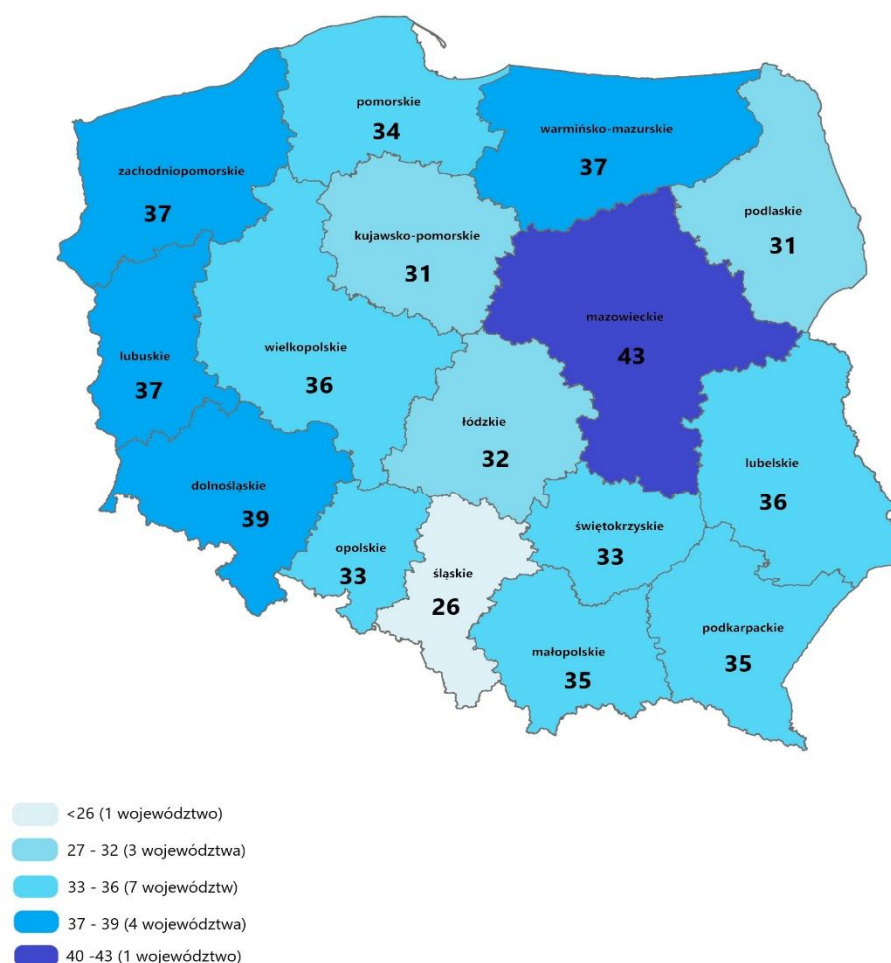 pomorskie
34
warmińsko-mazurskie
37
zachodniopomorskie
37
podlaskie
31
kujawsko-pomorskie
31
mazowieckie
43
wielkopolskie
36
lubuskie
37
łódzkie
32
lubelskie
36
dolnośląskie
39
świętokrzyskie
33
opolskie
33
śląskie
26
podkarpackie
35
małopolskie
35
<26 (1 województwo)
27 - 32 (3 województwa)
33 - 36 (7 województw)
37 - 39 (4 województwa)
40 -43 (1 województwo)